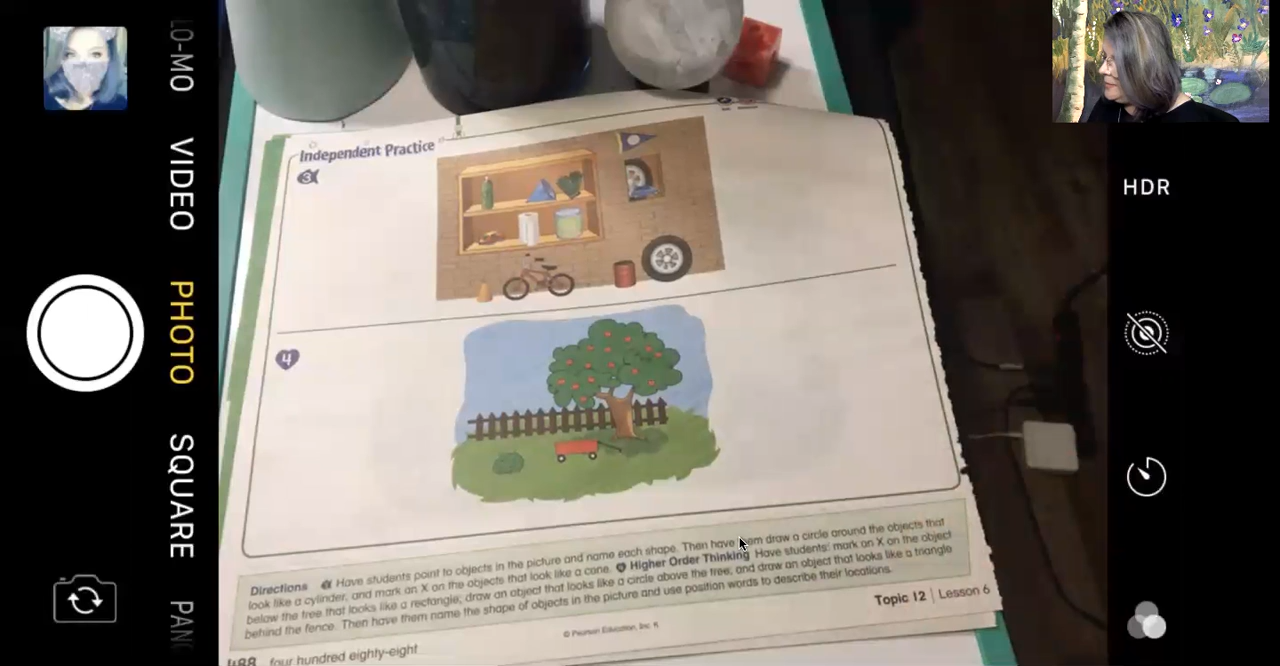 LO-MO
VIDEO
PHOTO
SQUARE
PAN
HDR
Independent Practice
3
4
Directions 3 Have students point to objects in the picture and name each shape. Then have them draw a circle around the objects that
look like a cylinder, and mark an X on the objects that look like a cone. 4 Higher Order Thinking Have students: mark an X on the object
below the tree that looks like a rectangle; draw an object that looks like a circle above the tree; and draw an object that looks like a triangle
behind the fence. Then have them name the shape of objects in the picture and use position words to describe their locations.
488 four hundred eighty-eight
© Pearson Education, Inc. K
Topic 12 | Lesson 6